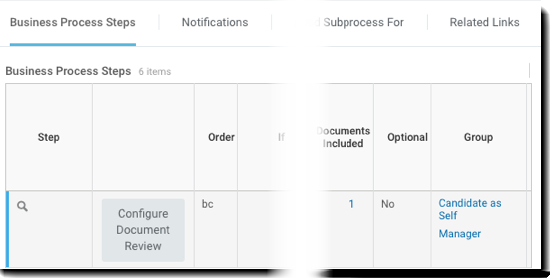 Business Process Steps Notifications Subprocess For Related Links
Business Process Steps 6 items
Step Order If Documents Included Optional Group
Configure Document Review bc 1 No Candidate as Self
Manager